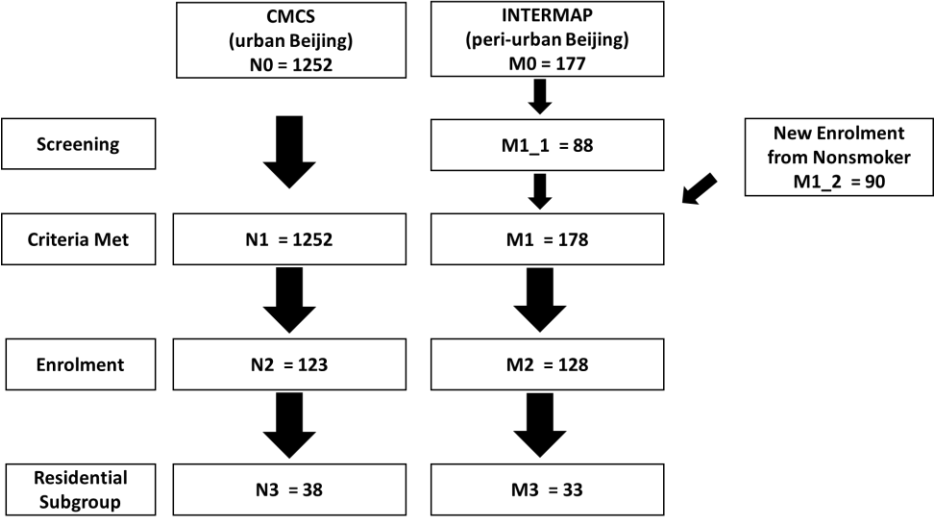 CMCS
(urban Beijing)
N0 = 1252
INTERMAP
(peri-urban Beijing)
M0 = 177
Screening
M1_1 = 88
New Enrolment
from Nonsmoker
M1_2 = 90
Criteria Met
N1 = 1252
M1 = 178
Enrolment
N2 = 123
M2 = 128
Residential
Subgroup
N3 = 38
M3 = 33